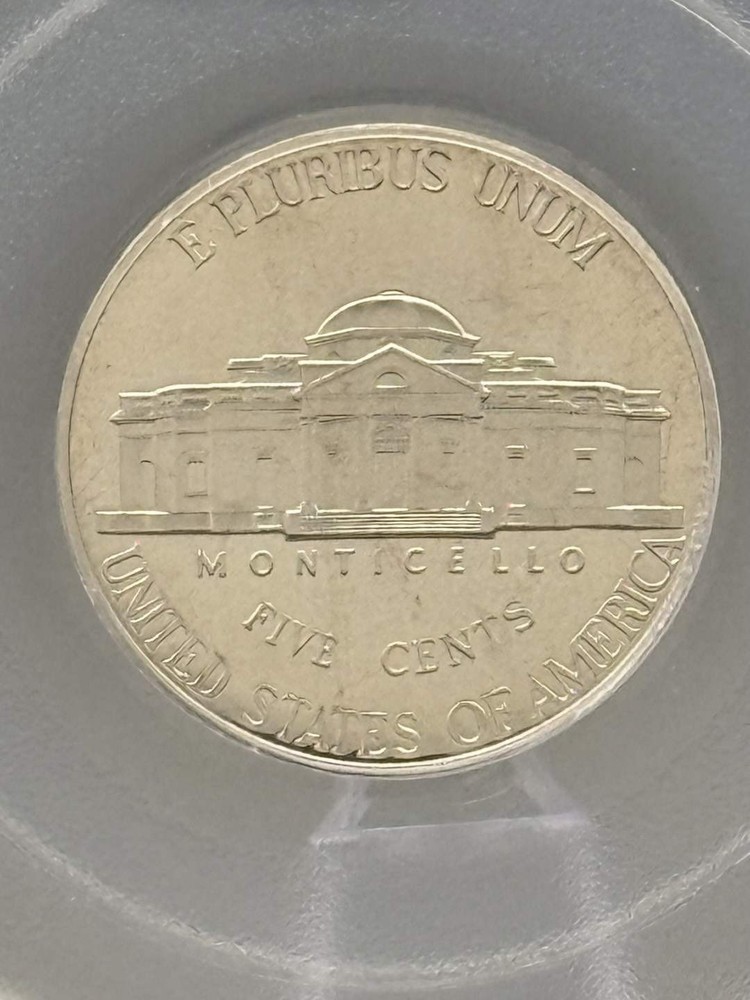 E PLURIBUS UNUM
MONTICELLO
FIVE CENTS
UNITED STATES OF AMERICA